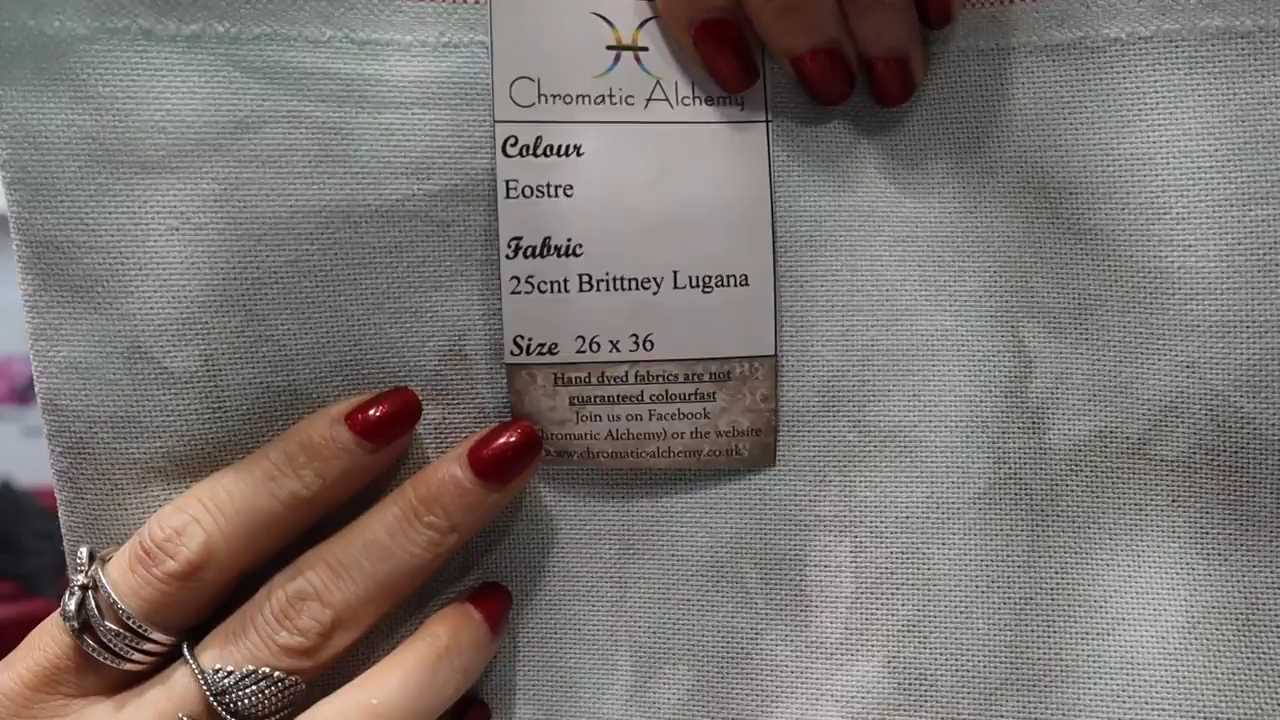 Chromatic Alchemy
Colour
Eostre
Fabric
25cnt Brittney Lugana
Size 26 x 36
Hand dyed fabrics are not
guaranteed colourfast
Join us on Facebook
hromatic Alchemy) or the website
www.chromaticalchemy.co.uk